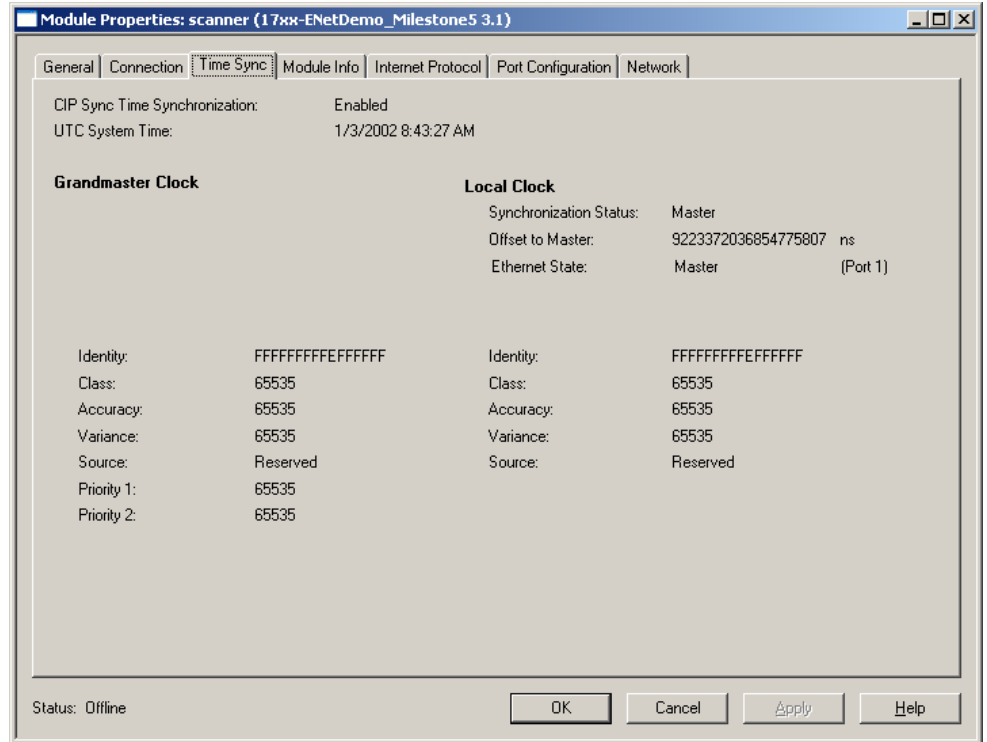 Module Properties: scanner (17xx-ENetDemo_Milestone5 3.1)
General Connection Time Sync Module Info Internet Protocol Port Configuration Network
CIP Sync Time Synchronization: Enabled
UTC System Time: 1/3/2002 8:43:27 AM
Grandmaster Clock
Local Clock
Synchronization Status: Master
Offset to Master: 9223372036854775807 ns
Ethernet State: Master (Port 1)
Identity: FFFFFFFFFEFFFFFF Identity: FFFFFFFFFEFFFFFF
Class: 65535 Class: 65535
Accuracy: 65535 Accuracy: 65535
Variance: 65535 Variance: 65535
Source: Reserved Source: Reserved
Priority 1: 65535
Priority 2: 65535
Status: Offline OK Cancel Apply Help